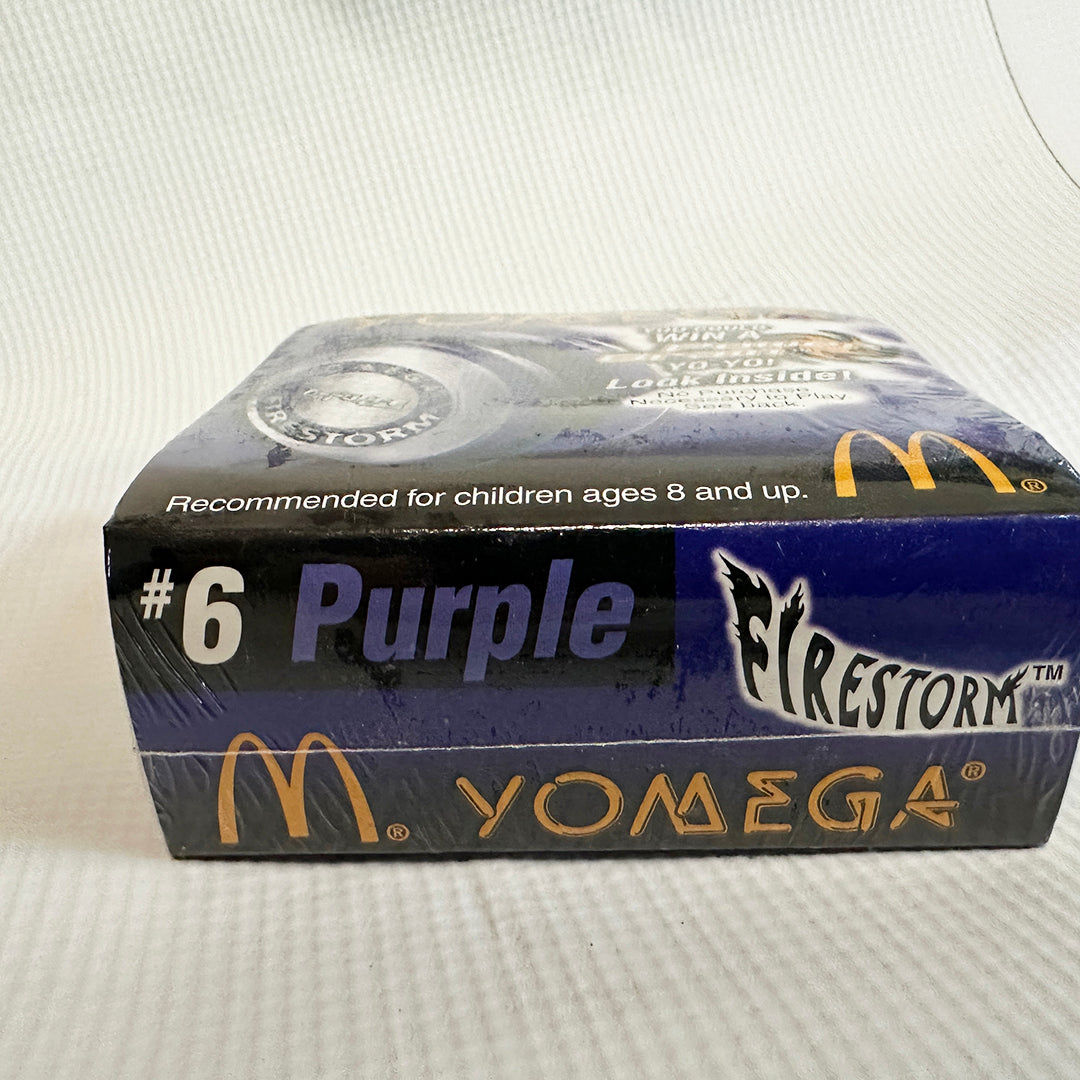 WIN A
YO-YO!
Look Inside!
No Purchase
Necessary to Play
See Back.
FIRESTORM
®
Recommended for children ages 8 and up.
#6 Purple
FIRESTORM™
® YOMEGA®